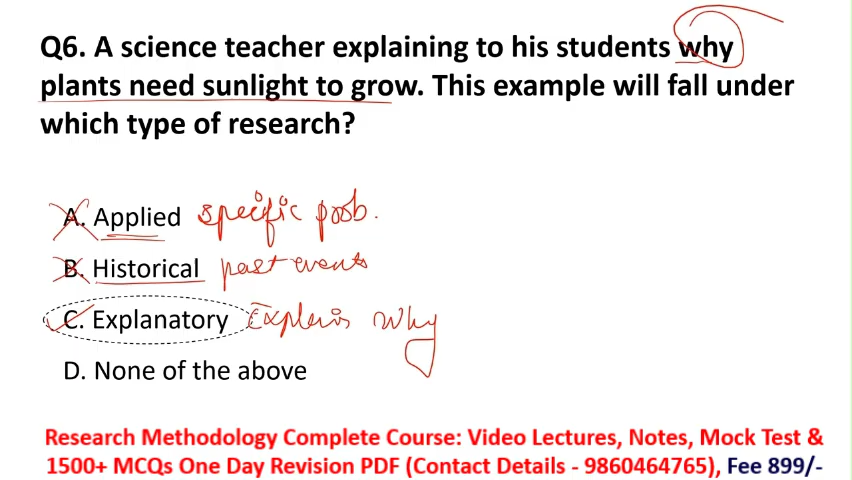 Q6. A science teacher explaining to his students why
plants need sunlight to grow. This example will fall under
which type of research?
A. Applied specific prob.
B. Historical past events
C. Explanatory Explains why
D. None of the above
Research Methodology Complete Course: Video Lectures, Notes, Mock Test &
1500+ MCQs One Day Revision PDF (Contact Details - 9860464765), Fee 899/-